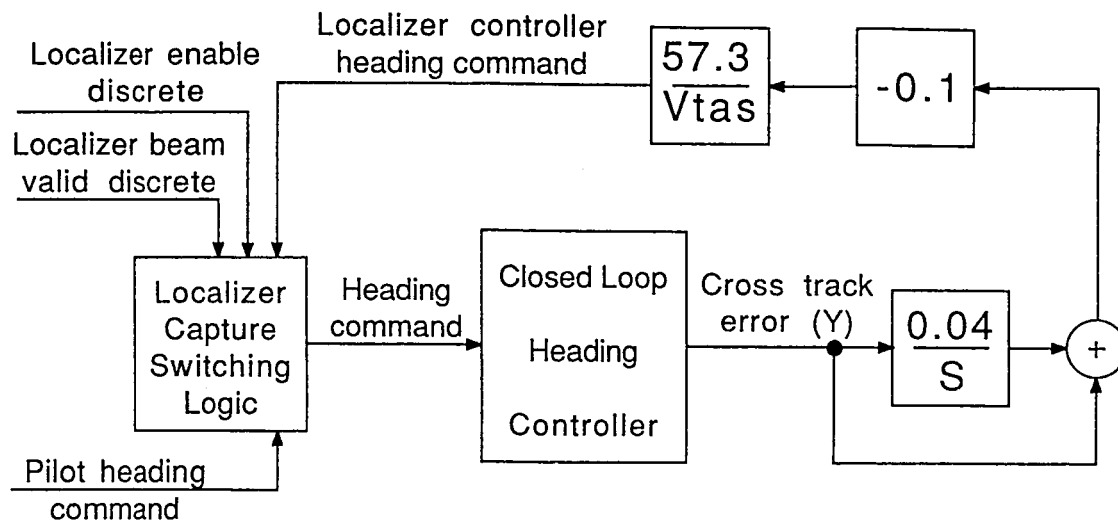 Localizer enable
discrete
Localizer beam
valid discrete
Localizer controller
heading command
57.3
Vtas
-0.1
Localizer
Capture
Switching
Logic
Heading
command
Closed Loop
Heading
Controller
Cross track
error (Y)
0.04
S
+
Pilot heading
command